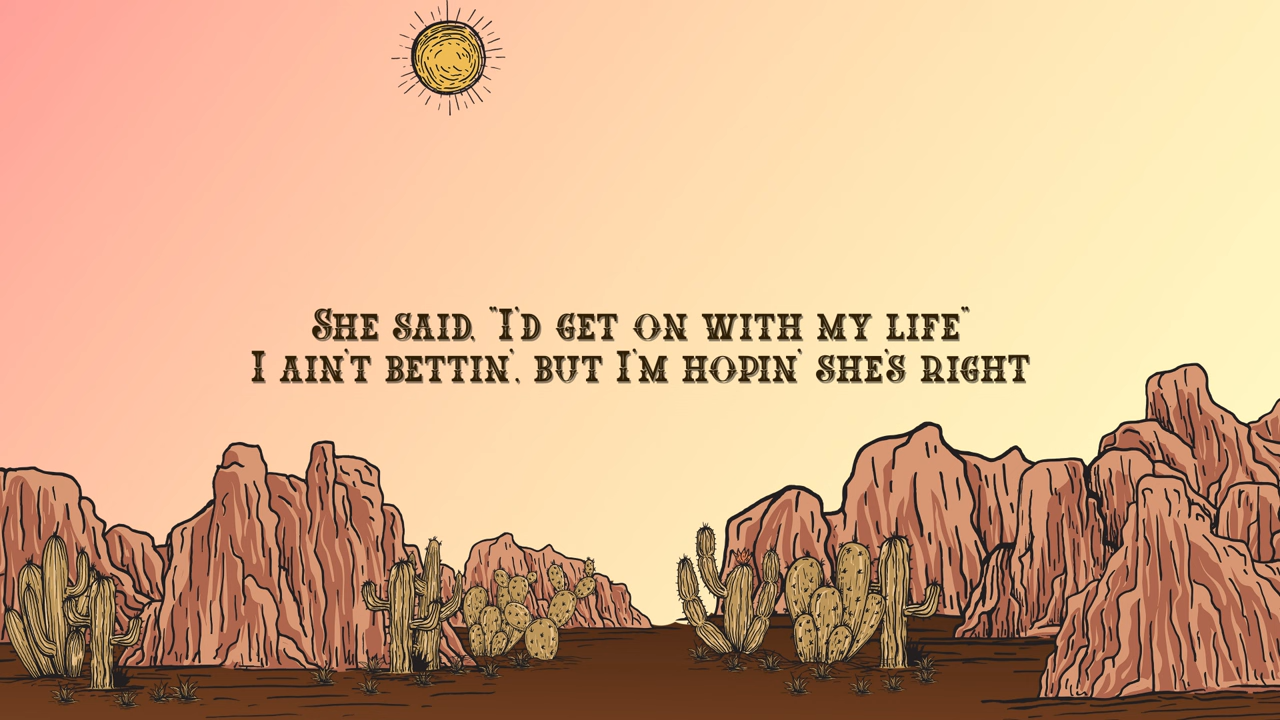 She said, "I'd get on with my life"
I ain't bettin', but I'm hopin' she's right